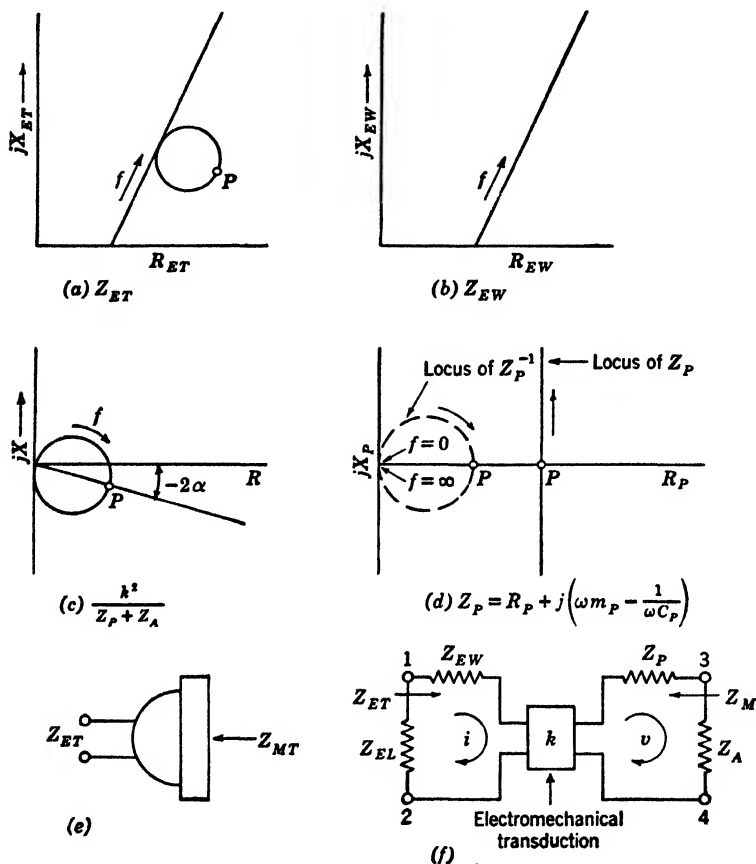 jX_ET
f
P
R_ET
(a) Z_ET
jX_EW
f
R_EW
(b) Z_EW
jX
f
R
P
-2α
(c) k² / (Z_P + Z_A)
Locus of Z_P⁻¹
Locus of Z_P
jX_P
f = 0
f = ∞
P
P
R_P
(d) Z_P = R_P + j(ωm_P − 1/(ωC_P))
Z_ET
Z_MT
(e)
1
Z_EW
Z_P
3
Z_ET
Z_M
Z_EL
i
k
v
Z_A
2
4
Electromechanical
transduction
(f)